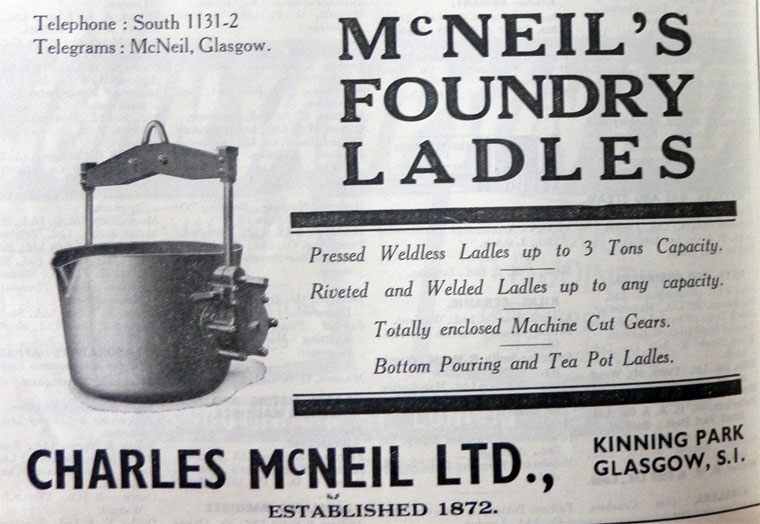 Telephone : South 1131-2
Telegrams : McNeil, Glasgow.
McNEIL'S
FOUNDRY
LADLES
Pressed Weldless Ladles up to 3 Tons Capacity.
Riveted and Welded Ladles up to any capacity.
Totally enclosed Machine Cut Gears.
Bottom Pouring and Tea Pot Ladles.
CHARLES McNEIL LTD.,
KINNING PARK
GLASGOW, S.I.
ESTABLISHED 1872.